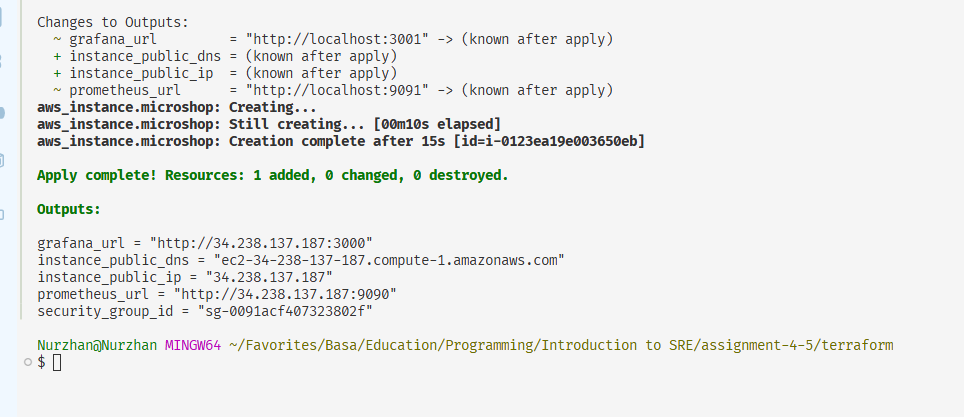 Changes to Outputs:
  ~ grafana_url         = "http://localhost:3001" -> (known after apply)
  + instance_public_dns = (known after apply)
  + instance_public_ip  = (known after apply)
  ~ prometheus_url      = "http://localhost:9091" -> (known after apply)
aws_instance.microshop: Creating...
aws_instance.microshop: Still creating... [00m10s elapsed]
aws_instance.microshop: Creation complete after 15s [id=i-0123ea19e003650eb]

Apply complete! Resources: 1 added, 0 changed, 0 destroyed.

Outputs:

grafana_url = "http://34.238.137.187:3000"
instance_public_dns = "ec2-34-238-137-187.compute-1.amazonaws.com"
instance_public_ip = "34.238.137.187"
prometheus_url = "http://34.238.137.187:9090"
security_group_id = "sg-0091acf407323802f"

Nurzhan@Nurzhan MINGW64 ~/Favorites/Basa/Education/Programming/Introduction to SRE/assignment-4-5/terraform
$